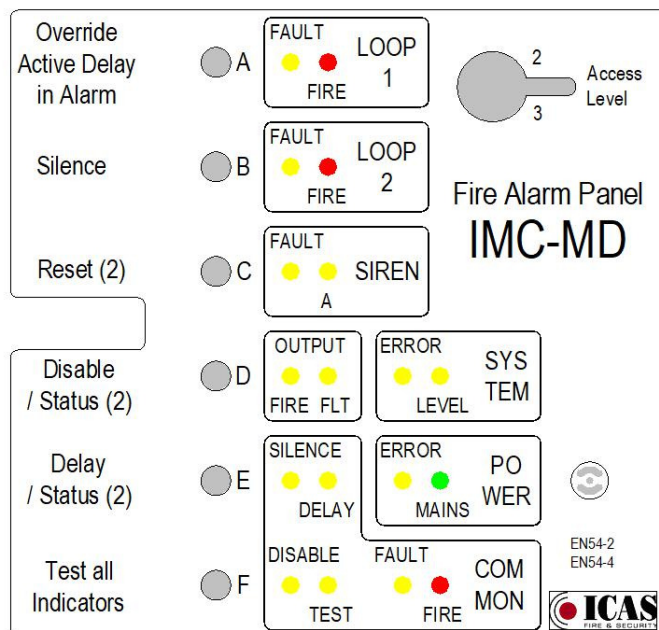 Override
Active Delay
in Alarm
A
FAULT
LOOP
1
FIRE
2
Access
Level
3
Silence
B
FAULT
LOOP
2
FIRE
Fire Alarm Panel
IMC-MD
Reset (2)
C
FAULT
SIREN
A
Disable
/ Status (2)
D
OUTPUT
FIRE FLT
ERROR
SYS
TEM
LEVEL
Delay
/ Status (2)
E
SILENCE
DELAY
ERROR
PO
WER
MAINS
EN54-2
EN54-4
Test all
Indicators
F
DISABLE
TEST
FAULT
COM
MON
FIRE
ICAS
FIRE & SECURITY